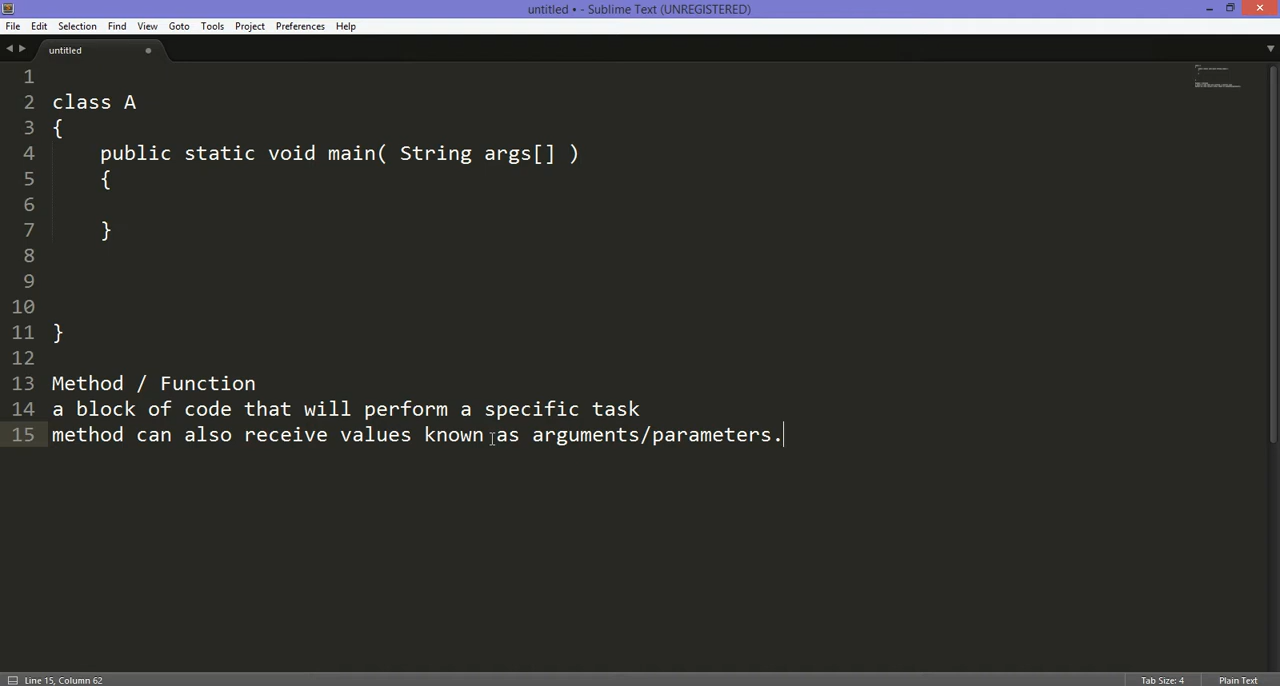 untitled • - Sublime Text (UNREGISTERED)
File Edit Selection Find View Goto Tools Project Preferences Help
untitled
1
2 class A
3 {
4 public static void main( String args[] )
5 {
6
7 }
8
9
10
11 }
12
13 Method / Function
14 a block of code that will perform a specific task
15 method can also receive values known as arguments/parameters.
Line 15, Column 62 Tab Size: 4 Plain Text